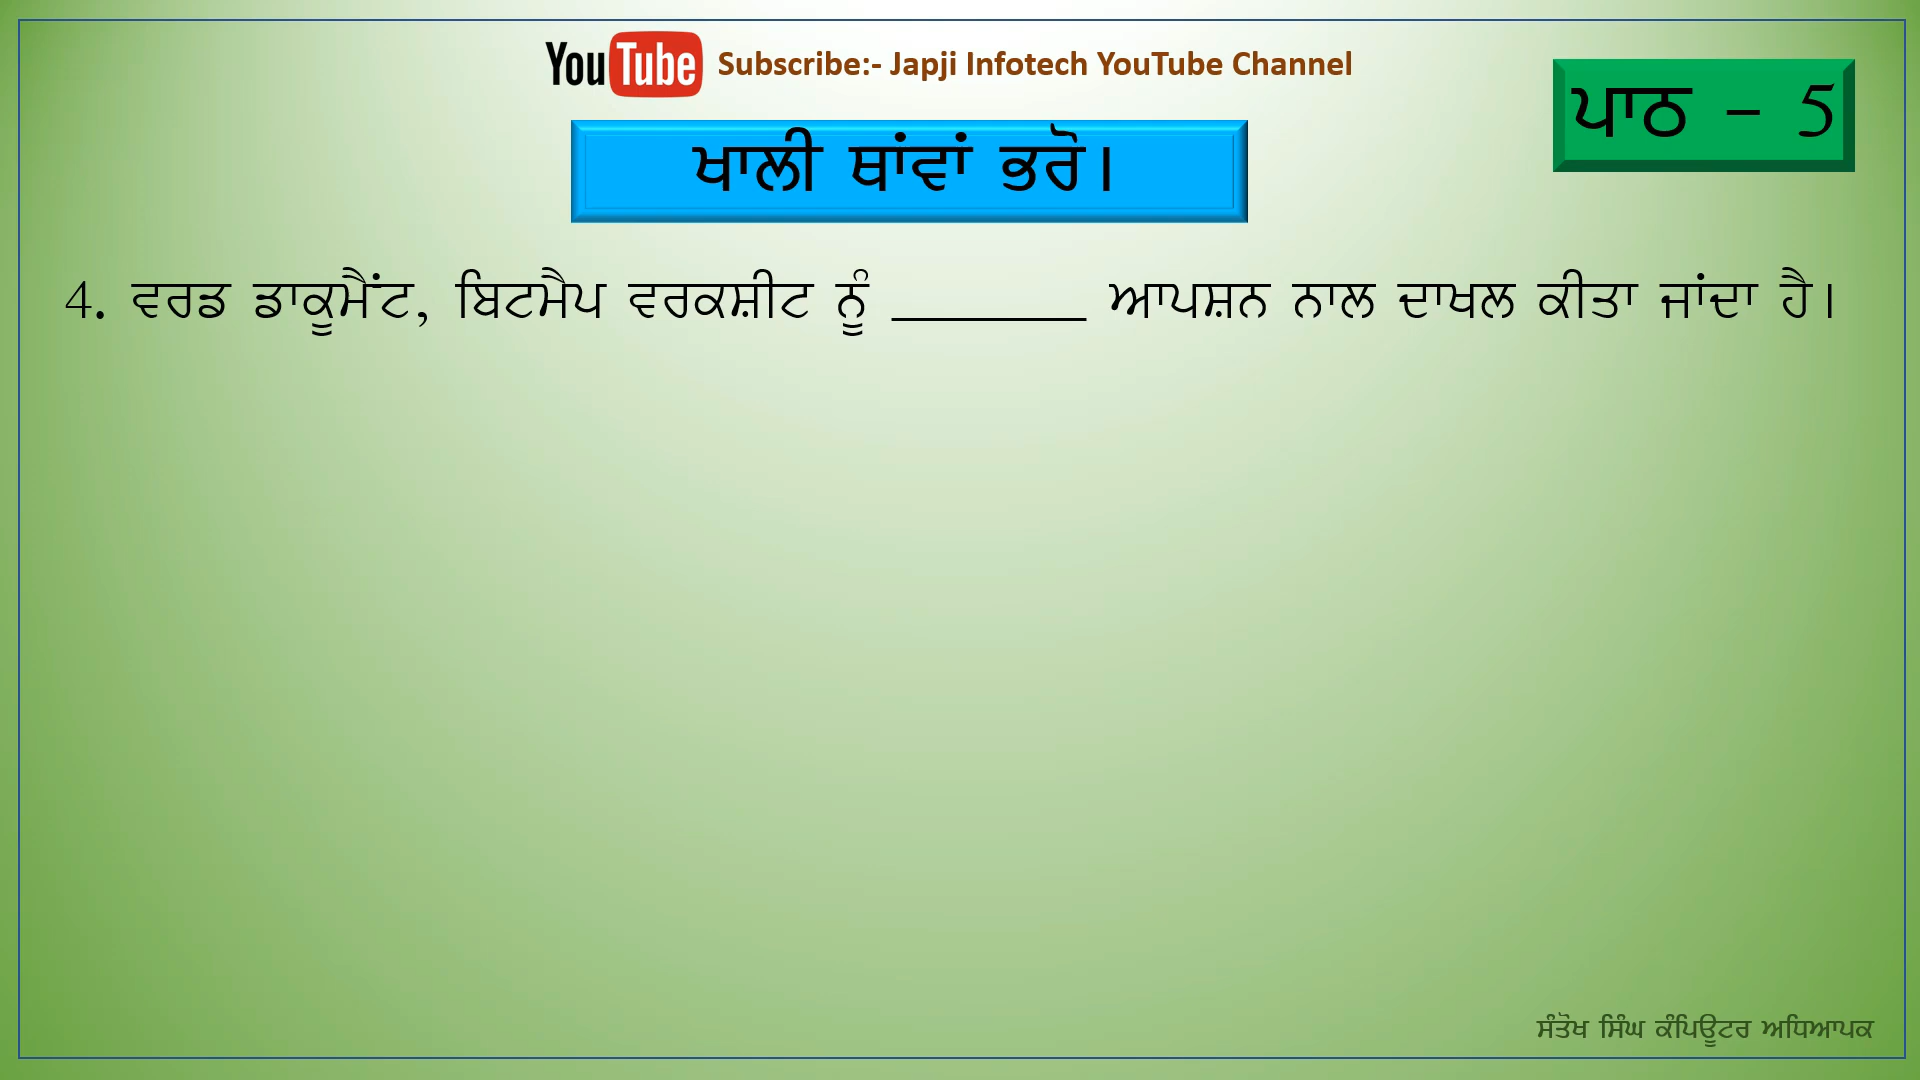 YouTube Subscribe:- Japji Infotech YouTube Channel
ਪਾਠ – 5
ਖਾਲੀ ਥਾਂਵਾਂ ਭਰੋ।
4. ਵਰਡ ਡਾਕੂਮੈਂਟ, ਬਿਟਮੈਪ ਵਰਕਸ਼ੀਟ ਨੂੰ _______ ਆਪਸ਼ਨ ਨਾਲ ਦਾਖਲ ਕੀਤਾ ਜਾਂਦਾ ਹੈ।
ਸੰਤੋਖ ਸਿੰਘ ਕੰਪਿਊਟਰ ਅਧਿਆਪਕ